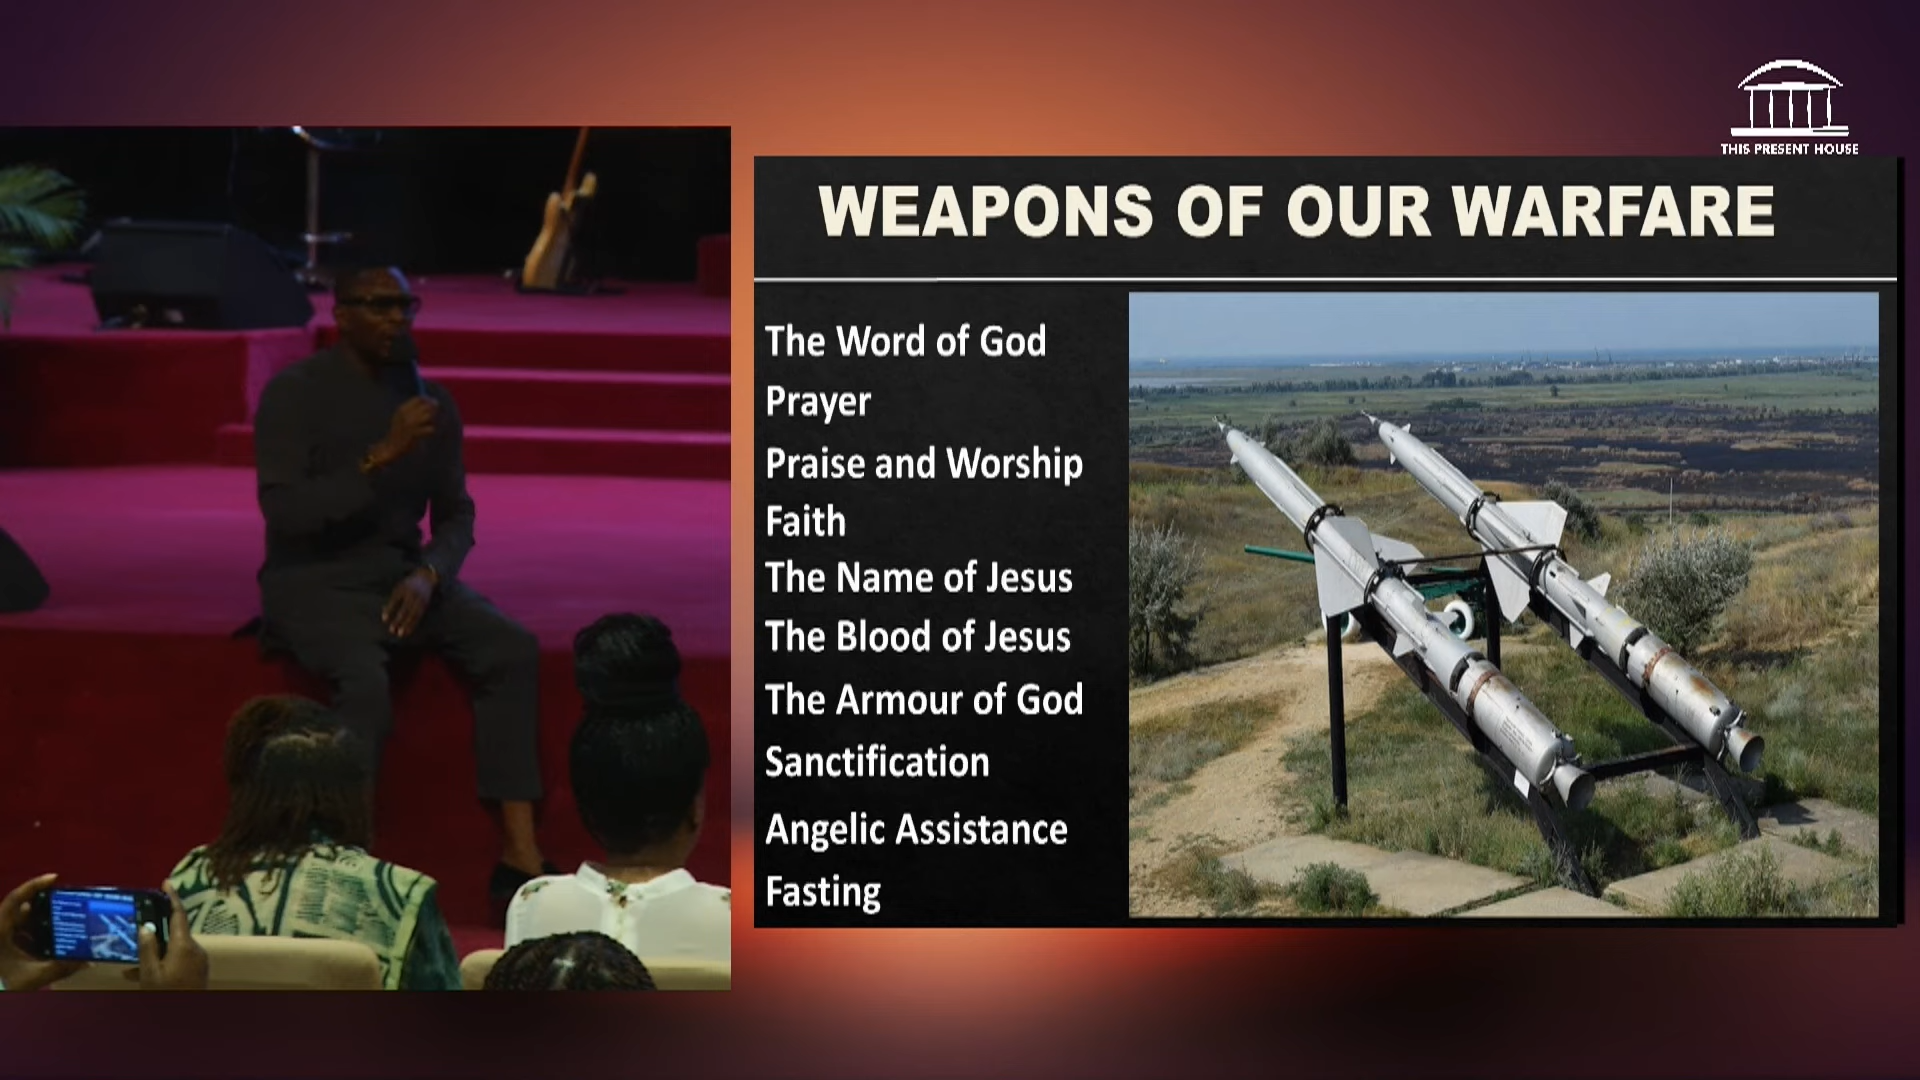 THIS PRESENT HOUSE
WEAPONS OF OUR WARFARE
The Word of God
Prayer
Praise and Worship
Faith
The Name of Jesus
The Blood of Jesus
The Armour of God
Sanctification
Angelic Assistance
Fasting